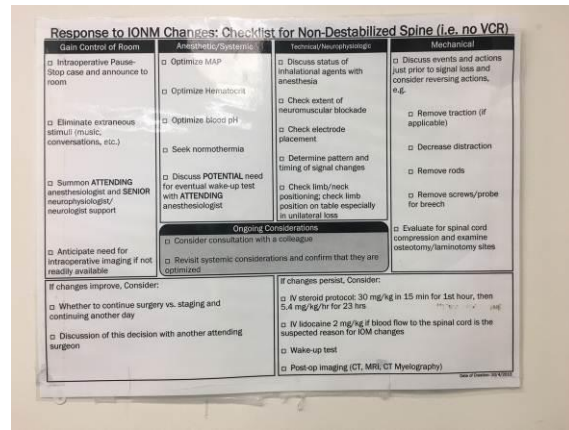 Response to IONM Changes: Checklist for Non-Destabilized Spine (i.e. no VCR)
Gain Control of Room
□ Intraoperative Pause-
Stop case and announce to
room
□ Eliminate extraneous
stimuli (music,
conversations, etc.)
□ Summon ATTENDING
anesthesiologist and SENIOR
neurophysiologist/
neurologist support
□ Anticipate need for
intraoperative imaging if not
readily available
Anesthetic/Systemic
□ Optimize MAP
□ Optimize Hematocrit
□ Optimize blood pH
□ Seek normothermia
□ Discuss POTENTIAL need
for eventual wake-up test
with ATTENDING
anesthesiologist
Technical/Neurophysiologic
□ Discuss status of
inhalational agents with
anesthesia
□ Check extent of
neuromuscular blockade
□ Check electrode
placement
□ Determine pattern and
timing of signal changes
□ Check limb/neck
positioning; check limb
position on table especially
in unilateral loss
Mechanical
□ Discuss events and actions
just prior to signal loss and
consider reversing actions,
e.g.
□ Remove traction (if
applicable)
□ Decrease distraction
□ Remove rods
□ Remove screws/probe
for breech
□ Evaluate for spinal cord
compression and examine
osteotomy/laminotomy sites
Ongoing Considerations
□ Consider consultation with a colleague
□ Revisit systemic considerations and confirm that they are
optimized
If changes improve, Consider:
□ Whether to continue surgery vs. staging and
continuing another day
□ Discussion of this decision with another attending
surgeon
If changes persist, Consider:
□ IV steroid protocol: 30 mg/kg in 15 min for 1st hour, then
5.4 mg/kg/hr for 23 hrs
□ IV lidocaine 2 mg/kg if blood flow to the spinal cord is the
suspected reason for IOM changes
□ Wake-up test
□ Post-op imaging (CT, MRI, CT Myelography)